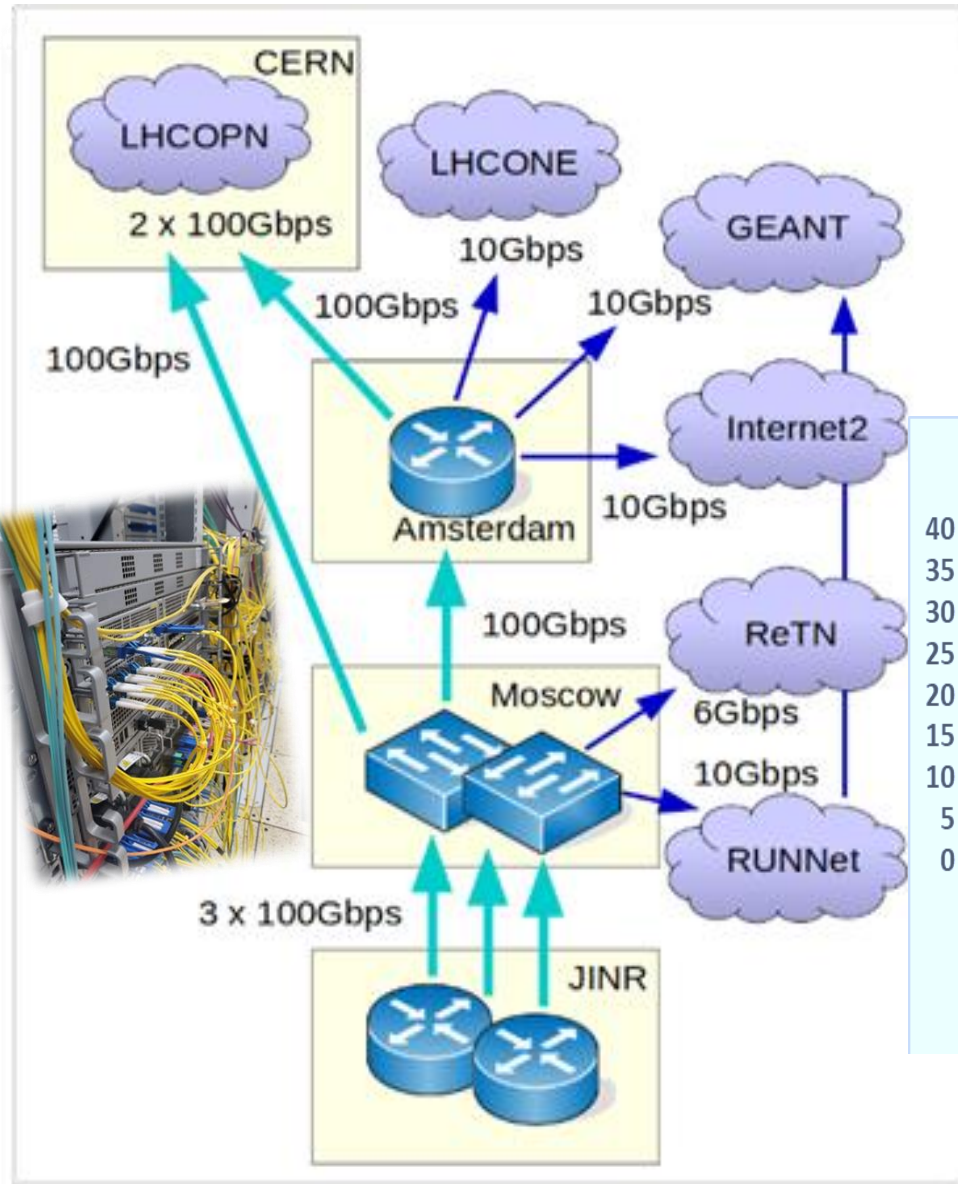 CERN
LHCOPN
2 x 100Gbps
LHCONE
10Gbps
GEANT
100Gbps
10Gbps
100Gbps
Internet2
10Gbps
Amsterdam
100Gbps
ReTN
Moscow
6Gbps
10Gbps
RUNNet
3 x 100Gbps
JINR
40
35
30
25
20
15
10
5
0